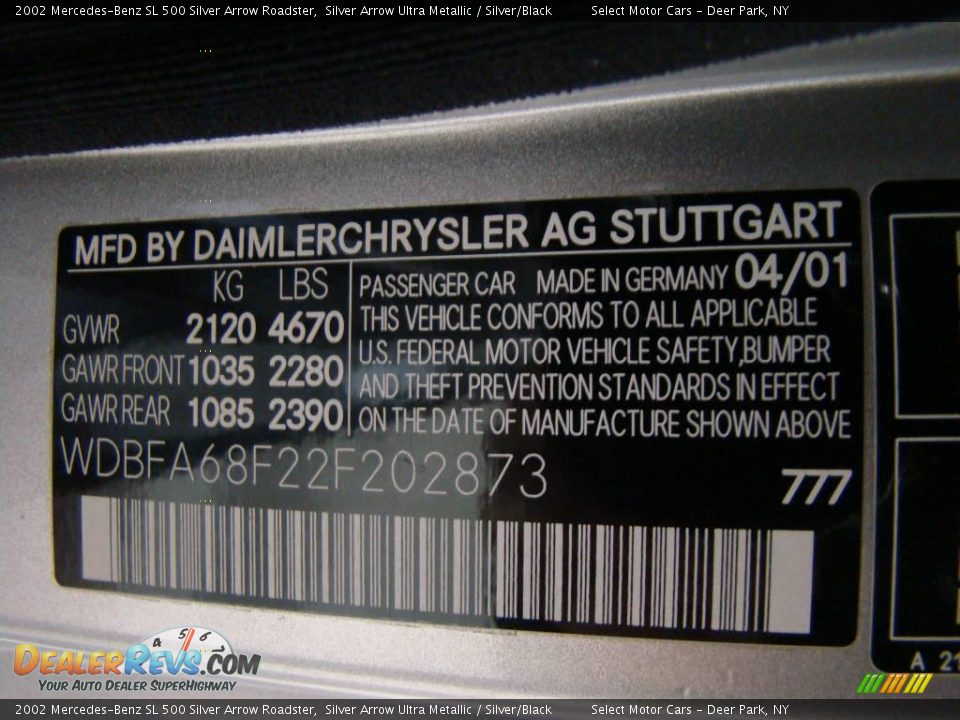 2002 Mercedes-Benz SL 500 Silver Arrow Roadster, Silver Arrow Ultra Metallic / Silver/Black Select Motor Cars - Deer Park, NY
MFD BY DAIMLERCHRYSLER AG STUTTGART
KG LBS
GVWR 2120 4670
GAWR FRONT 1035 2280
GAWR REAR 1085 2390
PASSENGER CAR MADE IN GERMANY 04/01
THIS VEHICLE CONFORMS TO ALL APPLICABLE
U.S. FEDERAL MOTOR VEHICLE SAFETY, BUMPER
AND THEFT PREVENTION STANDARDS IN EFFECT
ON THE DATE OF MANUFACTURE SHOWN ABOVE
WDBFA68F22F202873
777
A 21
4 5 6
DEALERREVS.COM
YOUR AUTO DEALER SUPERHIGHWAY
2002 Mercedes-Benz SL 500 Silver Arrow Roadster, Silver Arrow Ultra Metallic / Silver/Black Select Motor Cars - Deer Park, NY